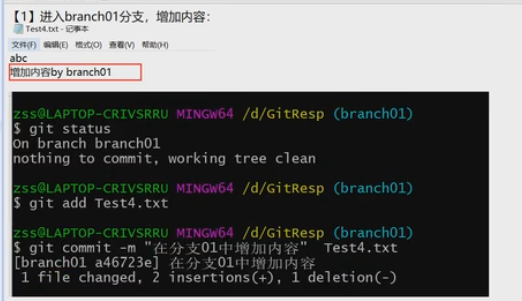 【1】进入branch01分支，增加内容：
Test4.txt - 记事本
文件(F) 编辑(E) 格式(O) 查看(V) 帮助(H)
abc
增加内容by branch01
zss@LAPTOP-CRIVSRRU MINGW64 /d/GitResp (branch01)
$ git status
On branch branch01
nothing to commit, working tree clean
zss@LAPTOP-CRIVSRRU MINGW64 /d/GitResp (branch01)
$ git add Test4.txt
zss@LAPTOP-CRIVSRRU MINGW64 /d/GitResp (branch01)
$ git commit -m "在分支01中增加内容" Test4.txt
[branch01 a46723e] 在分支01中增加内容
1 file changed, 2 insertions(+), 1 deletion(-)